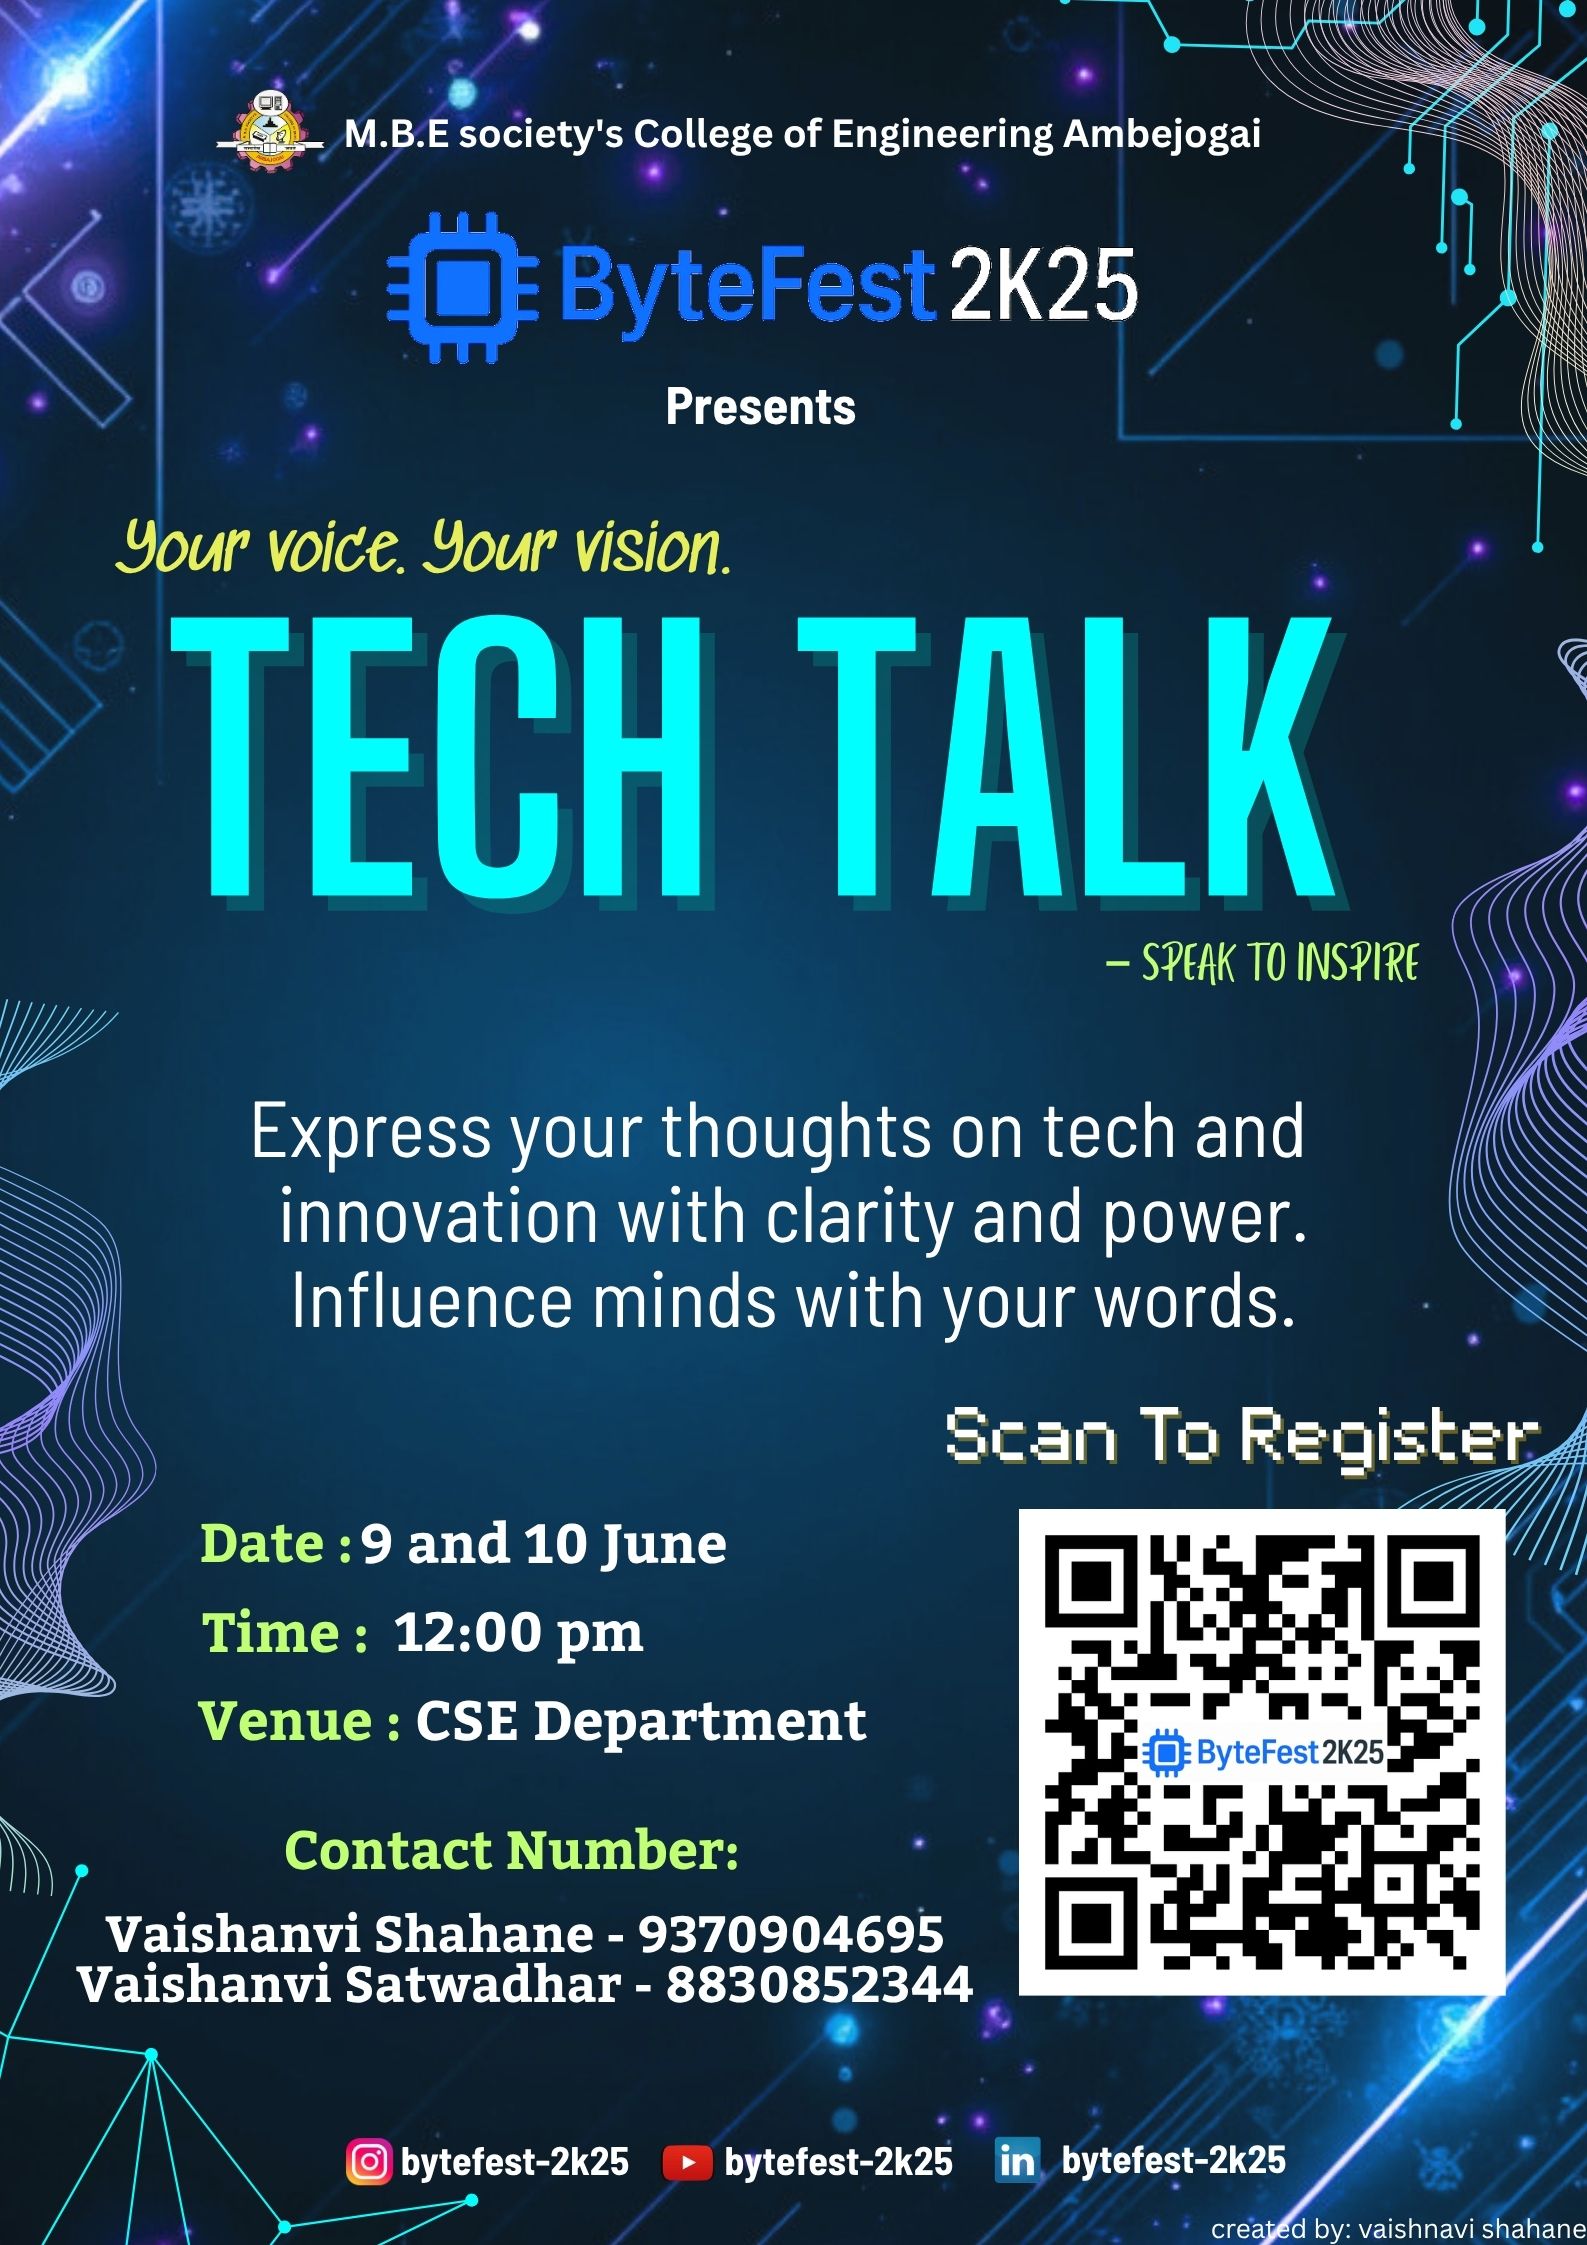 M.B.E society's College of Engineering Ambejogai
ByteFest 2K25
Presents
Your voice. Your vision.
TECH TALK
– SPEAK TO INSPIRE
Express your thoughts on tech and
innovation with clarity and power.
Influence minds with your words.
Scan To Register
Date : 9 and 10 June
Time : 12:00 pm
Venue : CSE Department
ByteFest 2K25
Contact Number:
Vaishanvi Shahane - 9370904695
Vaishanvi Satwadhar - 8830852344
bytefest-2k25 bytefest-2k25 in bytefest-2k25
created by: vaishnavi shahane